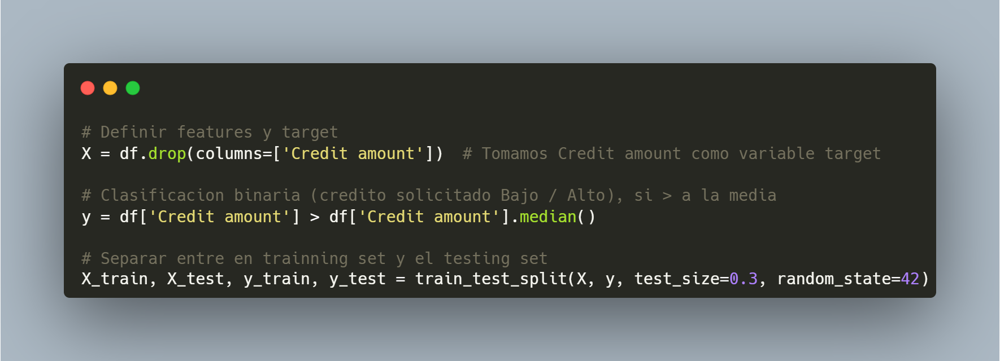 # Definir features y target
X = df.drop(columns=['Credit amount'])  # Tomamos Credit amount como variable target
# Clasificacion binaria (credito solicitado Bajo / Alto), si > a la media
y = df['Credit amount'] > df['Credit amount'].median()
# Separar entre en trainning set y el testing set
X_train, X_test, y_train, y_test = train_test_split(X, y, test_size=0.3, random_state=42)